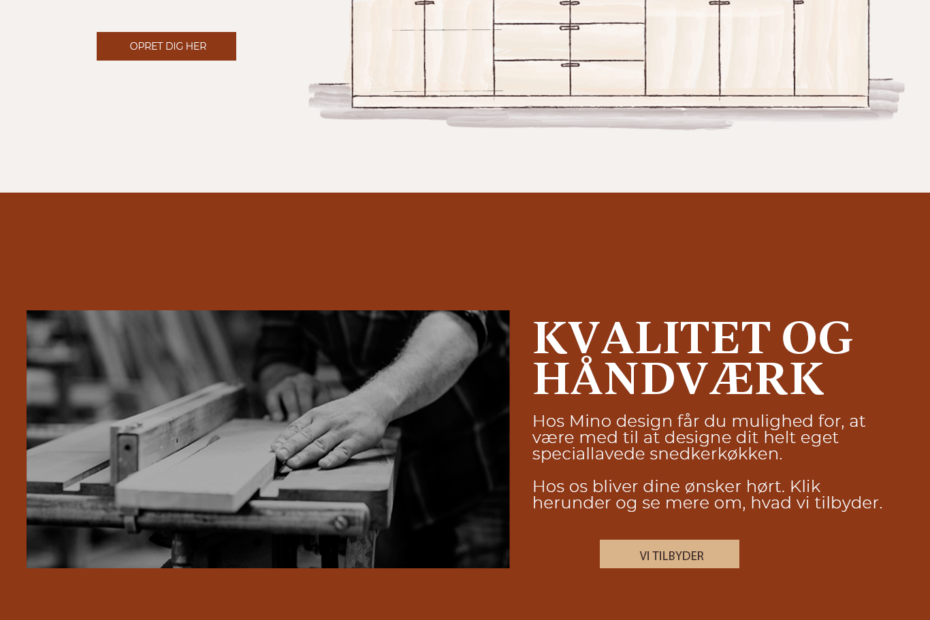 OPRET DIG HER
KVALITET OG
HÅNDVÆRK
Hos Mino design får du mulighed for, at
være med til at designe dit helt eget
speciallavede snedkerkøkken.
Hos os bliver dine ønsker hørt. Klik
herunder og se mere om, hvad vi tilbyder.
VI TILBYDER